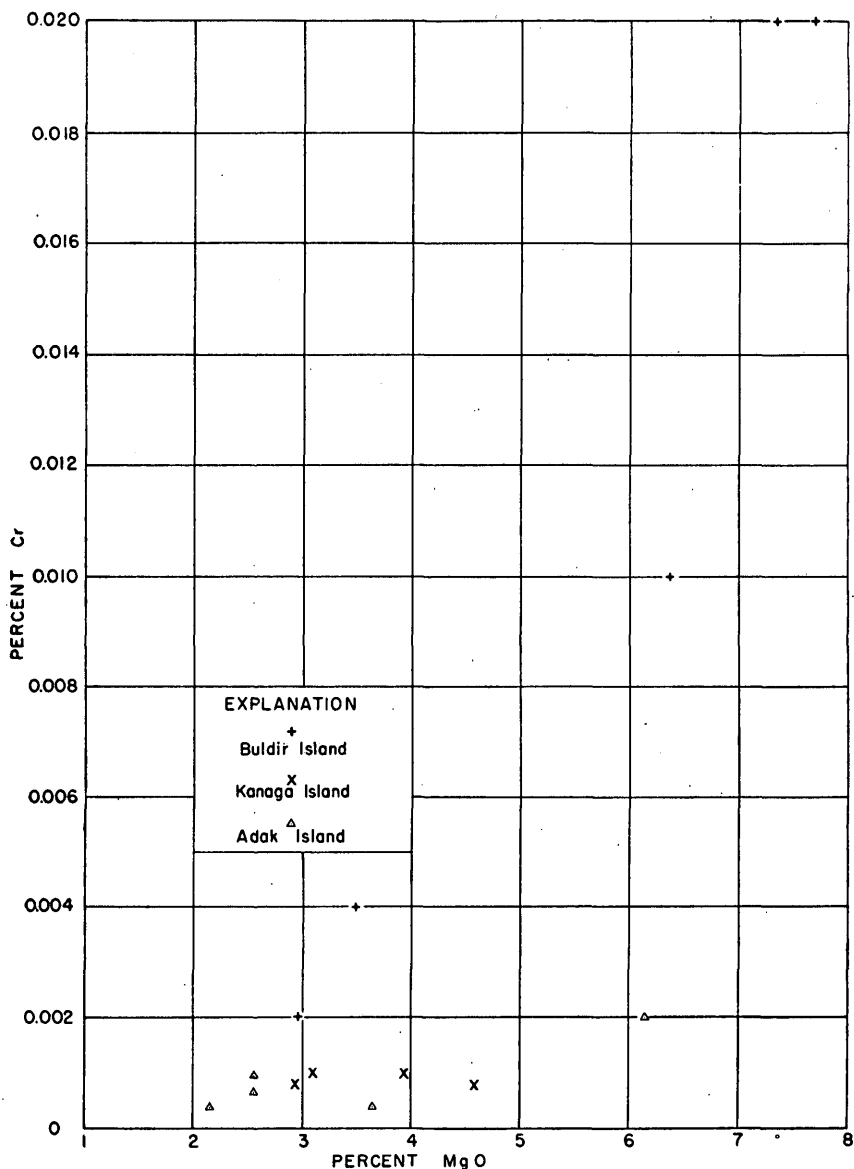 0.020
0.018
0.016
0.014
0.012
0.010
0.008
0.006
0.004
0.002
0
PERCENT Cr
EXPLANATION
+
Buldir Island
x
Kanaga Island
△
Adak Island
1 2 3 4 5 6 7 8
PERCENT MgO